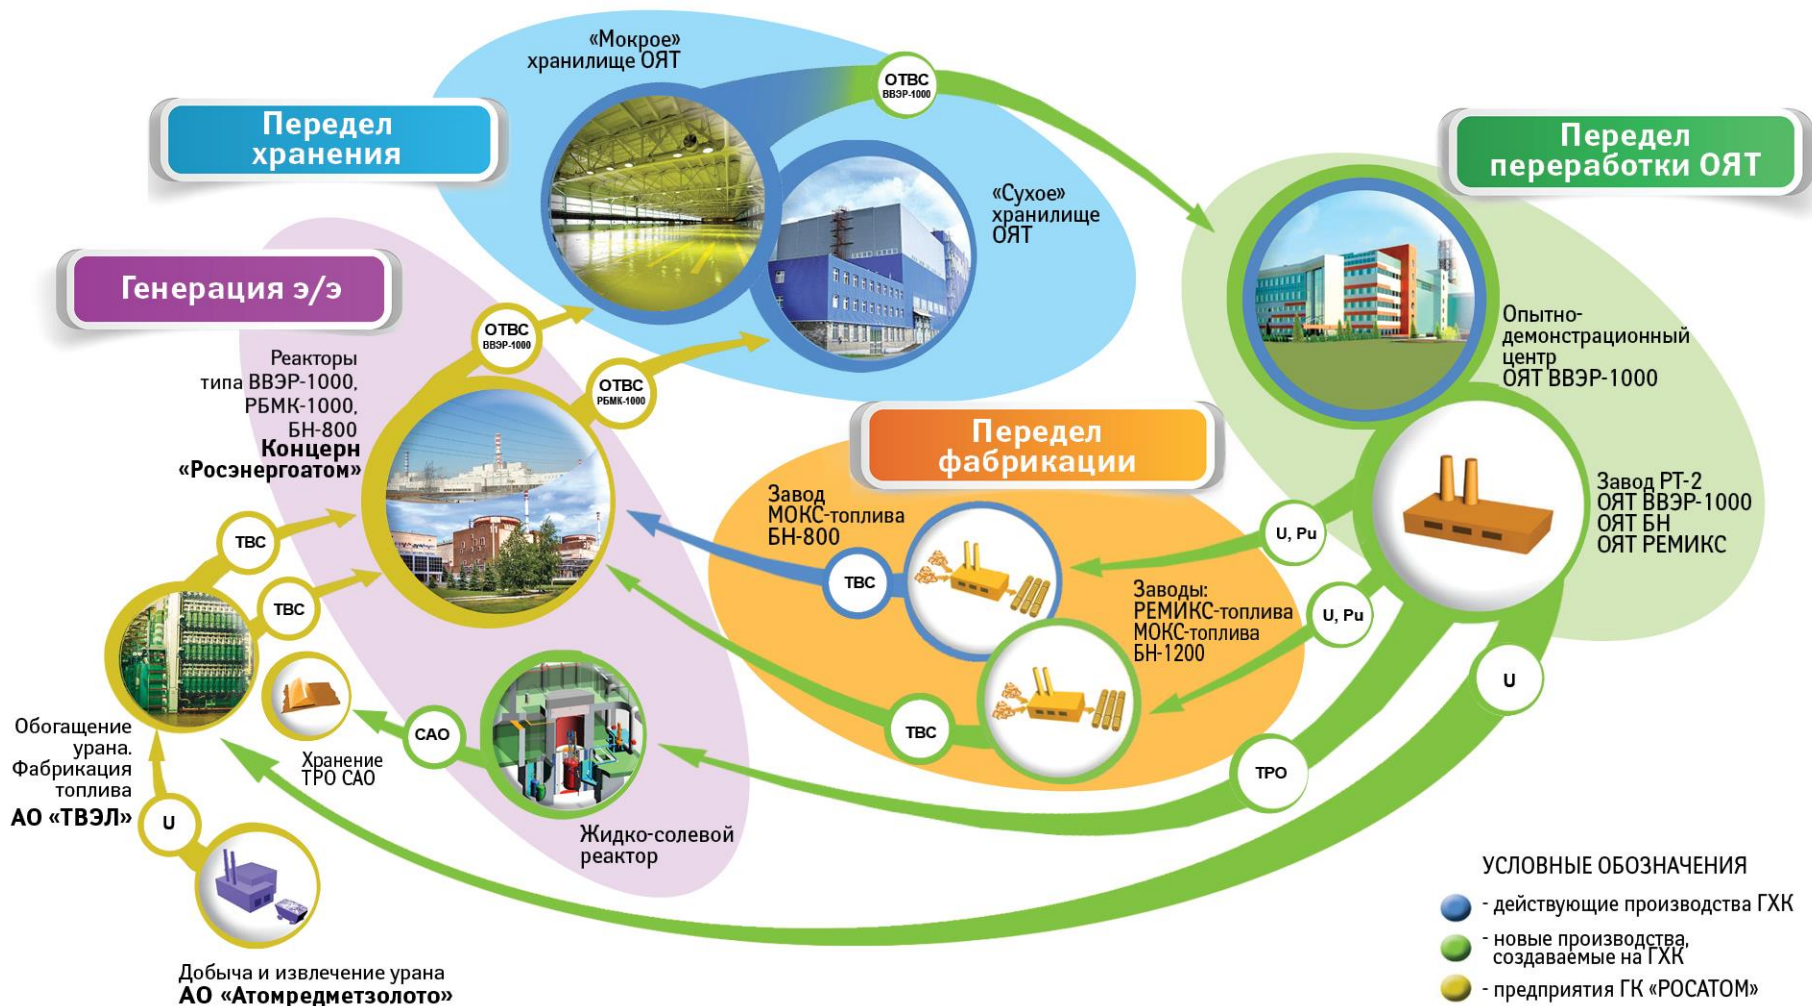 «Мокрое»
хранилище ОЯТ
ОТВС
ВВЭР-1000
Передел
хранения
Передел
переработки ОЯТ
«Сухое»
хранилище
ОЯТ
Генерация э/э
ОТВС
ВВЭР-1000
Опытно-
демонстрационный
центр
ОЯТ ВВЭР-1000
Реакторы
типа ВВЭР-1000,
РБМК-1000,
БН-800
Концерн
«Росэнергоатом»
ОТВС
РБМК-1000
Передел
фабрикации
Завод
МОКС-топлива
БН-800
Завод РТ-2
ОЯТ ВВЭР-1000
ОЯТ БН
ОЯТ РЕМИКС
ТВС
U, Pu
ТВС
ТВС
Заводы:
РЕМИКС-топлива
МОКС-топлива
БН-1200
U, Pu
U
Обогащение
урана.
Фабрикация
топлива
АО «ТВЭЛ»
САО
Хранение
ТРО САО
ТВС
ТРО
U
Жидко-солевой
реактор
УСЛОВНЫЕ ОБОЗНАЧЕНИЯ
- действующие производства ГХК
- новые производства,
создаваемые на ГХК
- предприятия ГК «РОСАТОМ»
Добыча и извлечение урана
АО «Атомредметзолото»